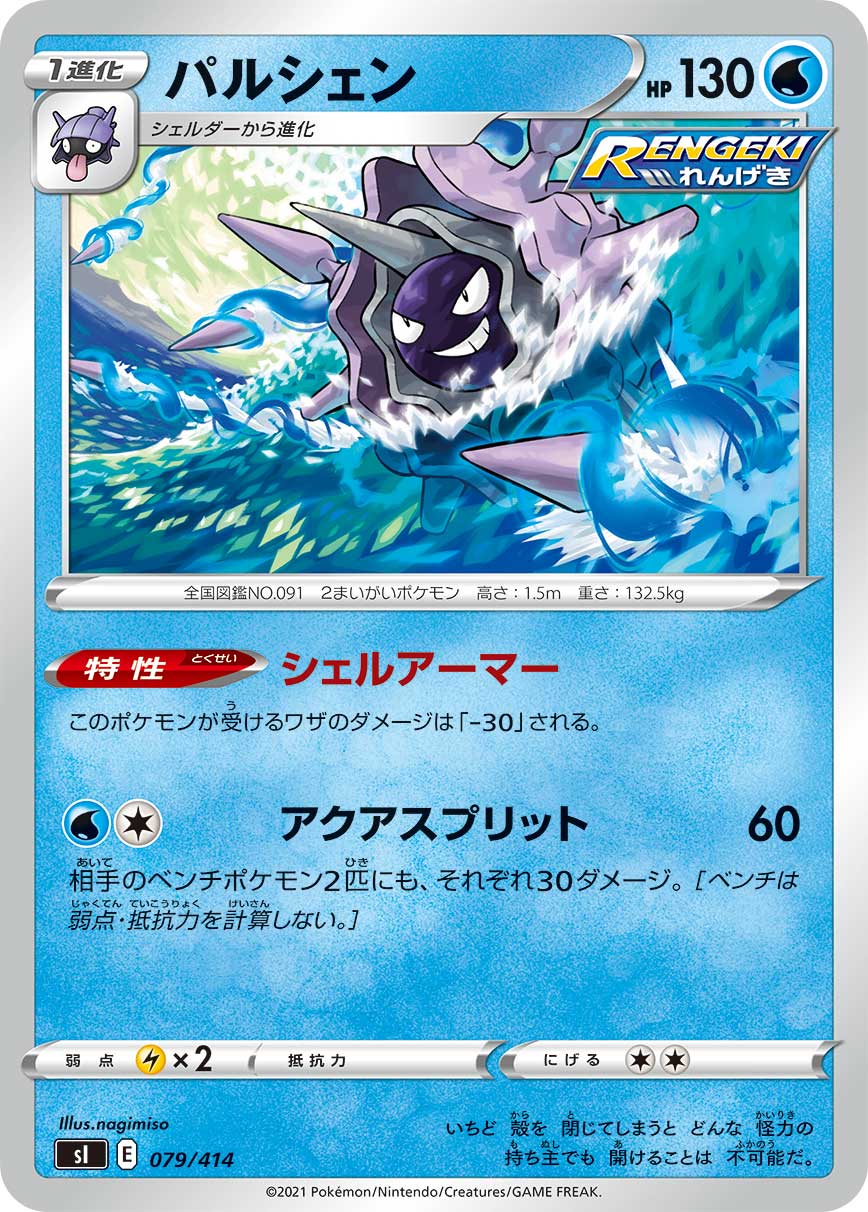 1進化
パルシェン
HP 130
シェルダーから進化
RENGEKI
れんげき
全国図鑑NO.091 2まいがいポケモン 高さ：1.5m 重さ：132.5kg
特性 とくせい シェルアーマー
このポケモンが受けるワザのダメージは「-30」される。
アクアスプリット 60
相手のベンチポケモン2匹にも、それぞれ30ダメージ。［ベンチは
弱点・抵抗力を計算しない。］
弱点 ×2 抵抗力 にげる
Illus.nagimiso
いちど 殻を 閉じてしまうと どんな 怪力の
持ち主でも 開けることは 不可能だ。
sI E 079/414
©2021 Pokémon/Nintendo/Creatures/GAME FREAK.